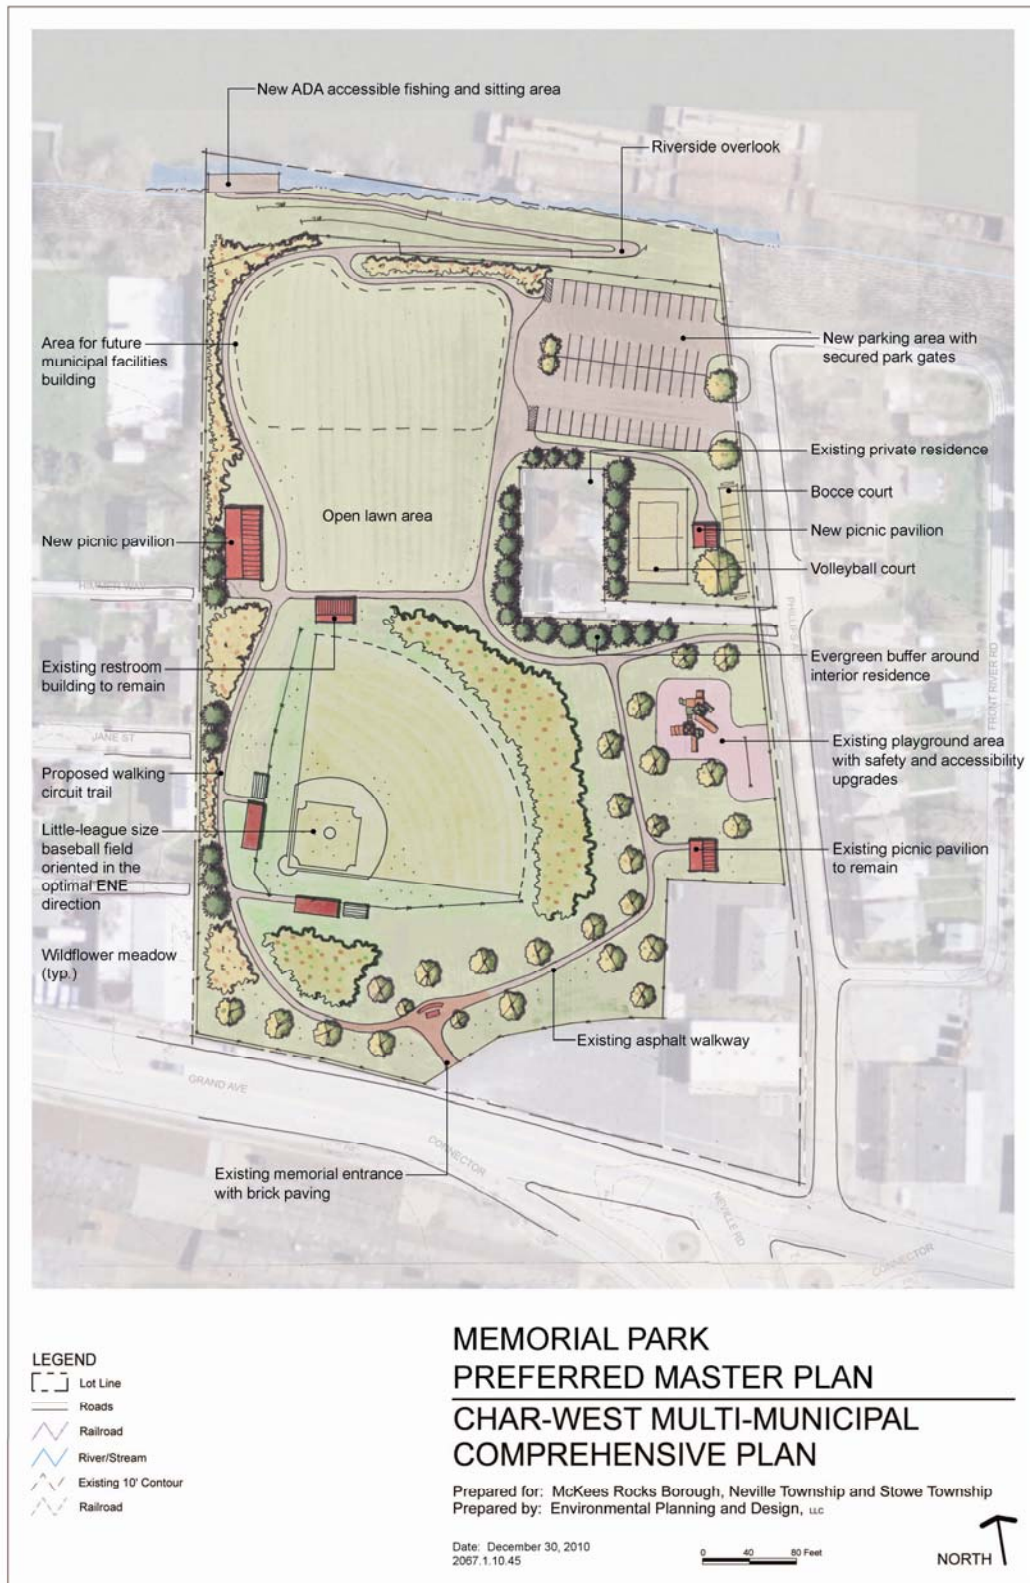 New ADA accessible fishing and sitting area
Riverside overlook
Area for future
municipal facilities
building
New parking area with
secured park gates
Existing private residence
Bocce court
Open lawn area
New picnic pavilion
New picnic pavilion
Volleyball court
RIMMER WAY
PHILLIPS ST
FRONT RIVER RD
Existing restroom
building to remain
Evergreen buffer around
interior residence
JANE ST
Existing playground area
with safety and accessibility
upgrades
Proposed walking
circuit trail
Little-league size
baseball field
oriented in the
optimal ENE
direction
Existing picnic pavilion
to remain
Wildflower meadow
(typ.)
Existing asphalt walkway
GRAND AVE
CONNECTOR
Existing memorial entrance
with brick paving
NEVILLE RD
CONNECTOR
LEGEND
Lot Line
Roads
Railroad
River/Stream
Existing 10' Contour
Railroad
MEMORIAL PARK
PREFERRED MASTER PLAN
CHAR-WEST MULTI-MUNICIPAL
COMPREHENSIVE PLAN
Prepared for: McKees Rocks Borough, Neville Township and Stowe Township
Prepared by: Environmental Planning and Design, LLC
Date: December 30, 2010
2067.1.10.45
0 40 80 Feet
NORTH